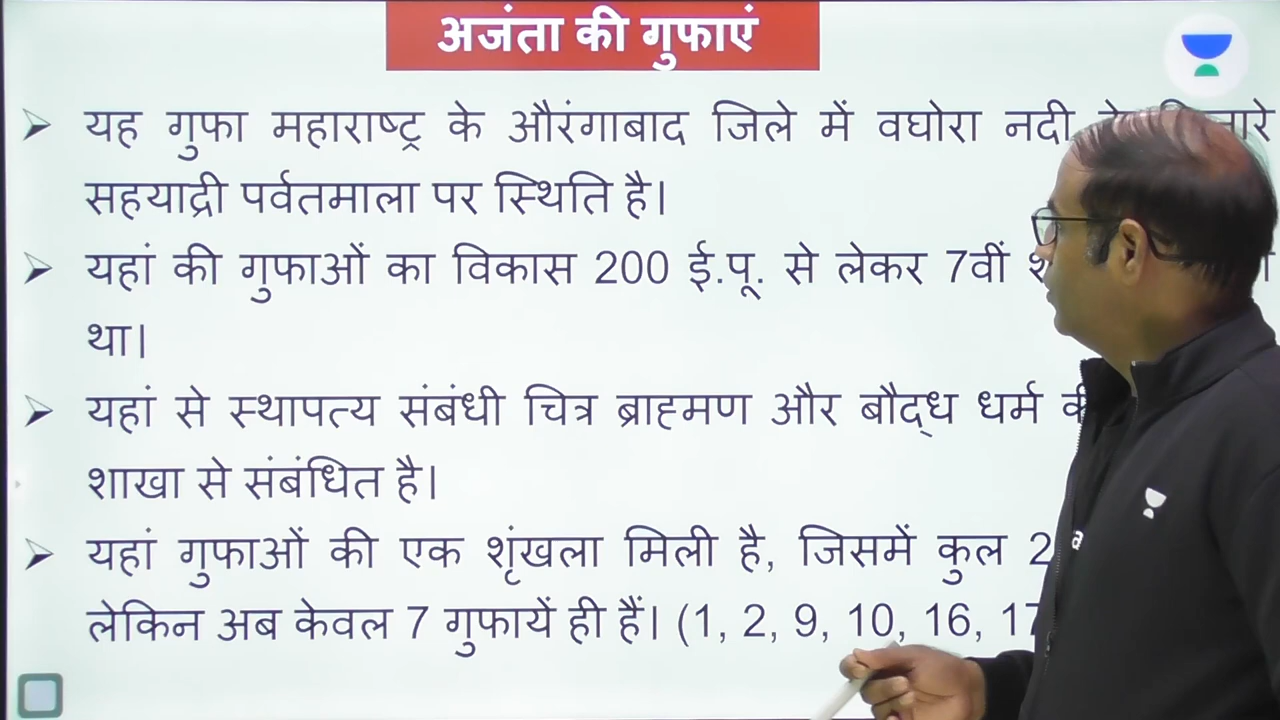 अजंता की गुफाएं
यह गुफा महाराष्ट्र के औरंगाबाद जिले में वघोरा नदी
सहयाद्री पर्वतमाला पर स्थिति है।
यहां की गुफाओं का विकास 200 ई.पू. से लेकर 7वीं
था।
यहां से स्थापत्य संबंधी चित्र ब्राह्मण और बौद्ध धर्म
शाखा से संबंधित है।
यहां गुफाओं की एक शृंखला मिली है, जिसमें कुल
लेकिन अब केवल 7 गुफायें ही हैं। (1, 2, 9, 10, 16, 17